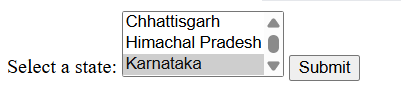 Chhattisgarh
Himachal Pradesh
Select a state: Karnataka Submit